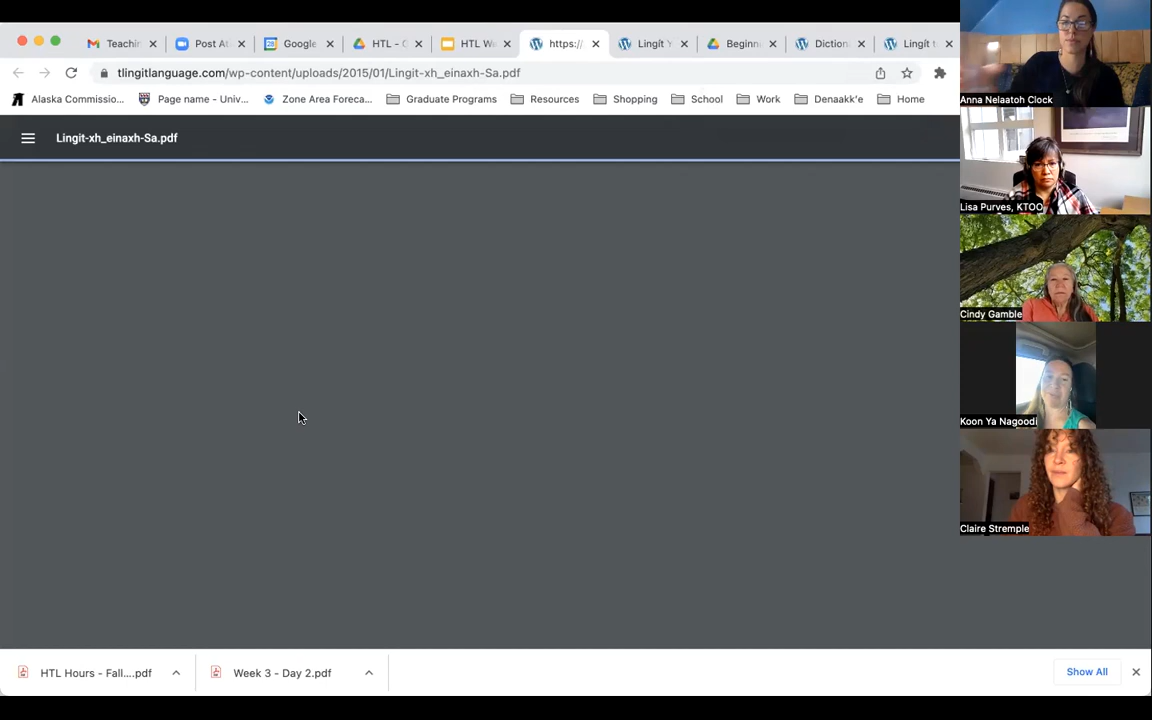 Teachin
Post At
Google
HTL - C
HTL W
https:/
Lingít Y
Beginn
Diction
Lingít t
tlingitlanguage.com/wp-content/uploads/2015/01/Lingit-xh_einaxh-Sa.pdf
Alaska Commissio...
Page name - Univ...
Zone Area Foreca...
Graduate Programs
Resources
Shopping
School
Work
Denaakk'e
Home
Lingit-xh_einaxh-Sa.pdf
Anna Nelaatoh Clock
Lisa Purves, KTOO
Cindy Gamble
Koon Ya Nagoodi
Claire Stremple
HTL Hours - Fall....pdf
Week 3 - Day 2.pdf
Show All